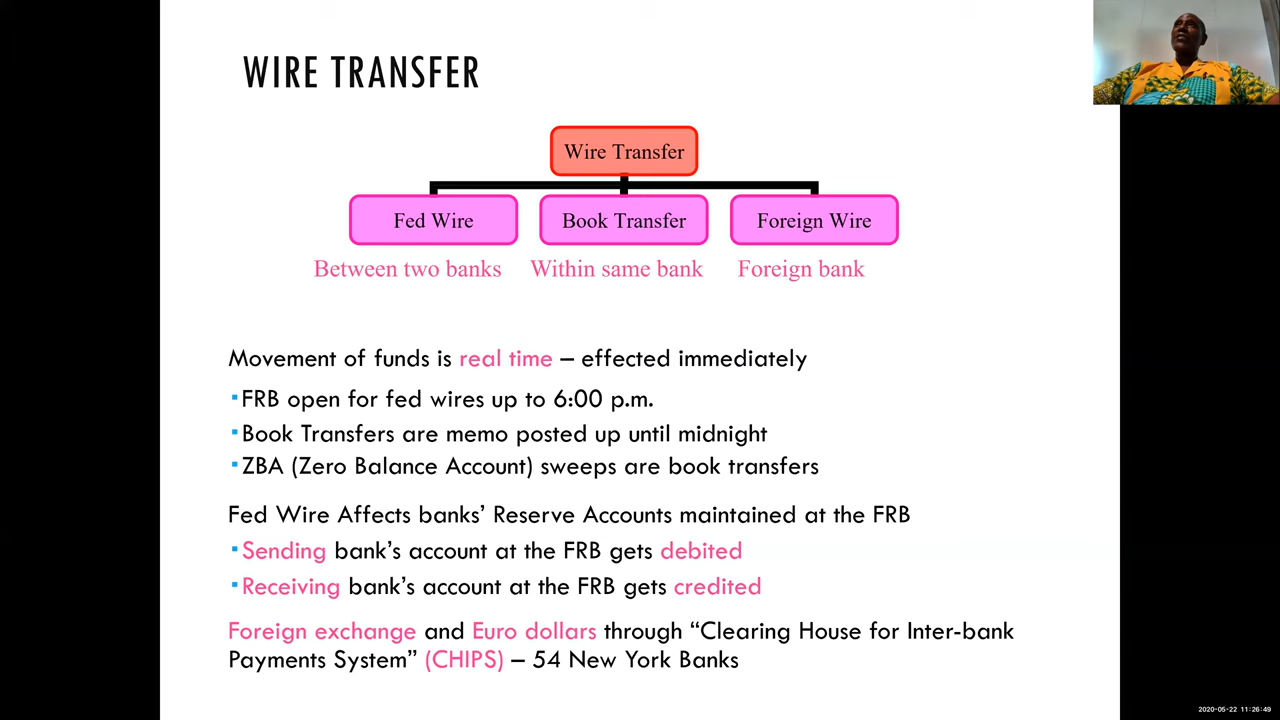 WIRE TRANSFER
Wire Transfer
Fed Wire
Book Transfer
Foreign Wire
Between two banks
Within same bank
Foreign bank
Movement of funds is real time – effected immediately
▪FRB open for fed wires up to 6:00 p.m.
▪Book Transfers are memo posted up until midnight
▪ZBA (Zero Balance Account) sweeps are book transfers
Fed Wire Affects banks’ Reserve Accounts maintained at the FRB
▪Sending bank’s account at the FRB gets debited
▪Receiving bank’s account at the FRB gets credited
Foreign exchange and Euro dollars through “Clearing House for Inter-bank
Payments System” (CHIPS) – 54 New York Banks
2020-05-22 11:26:49